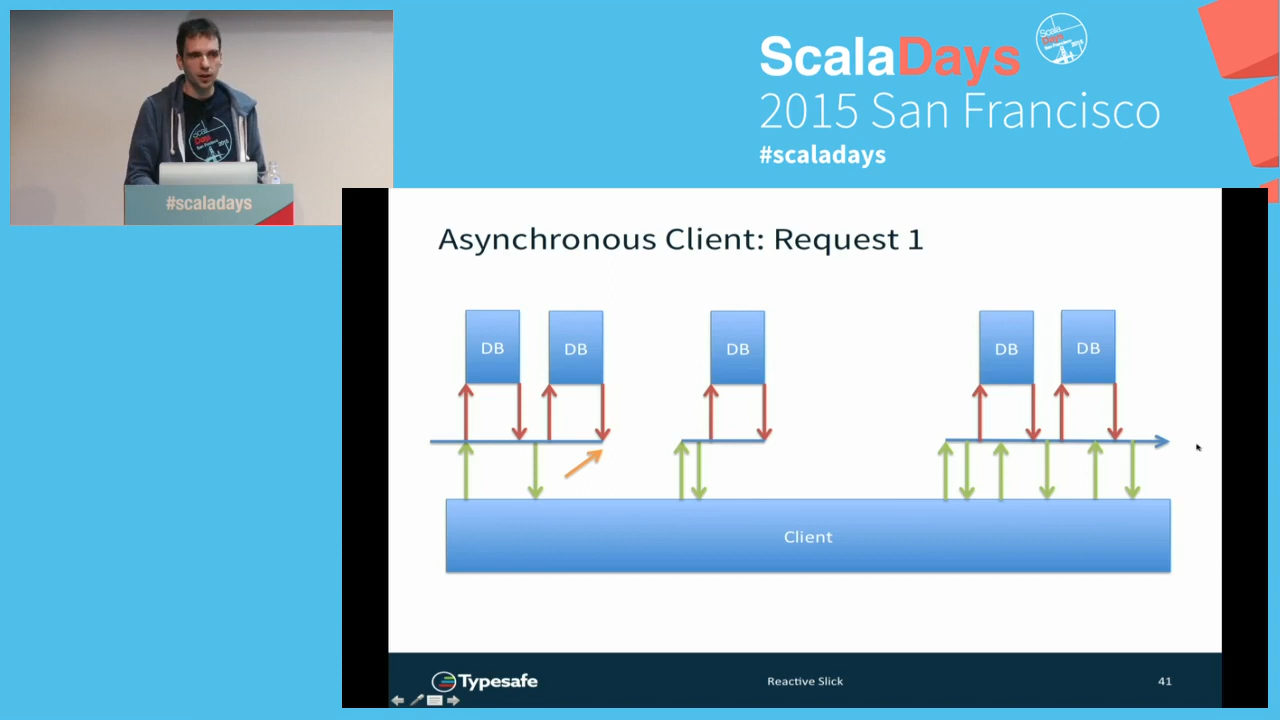 ScalaDays
2015 San Francisco
#scaladays
#scaladays
Asynchronous Client: Request 1
DB
DB
DB
DB
DB
Client
Typesafe
Reactive Slick
41